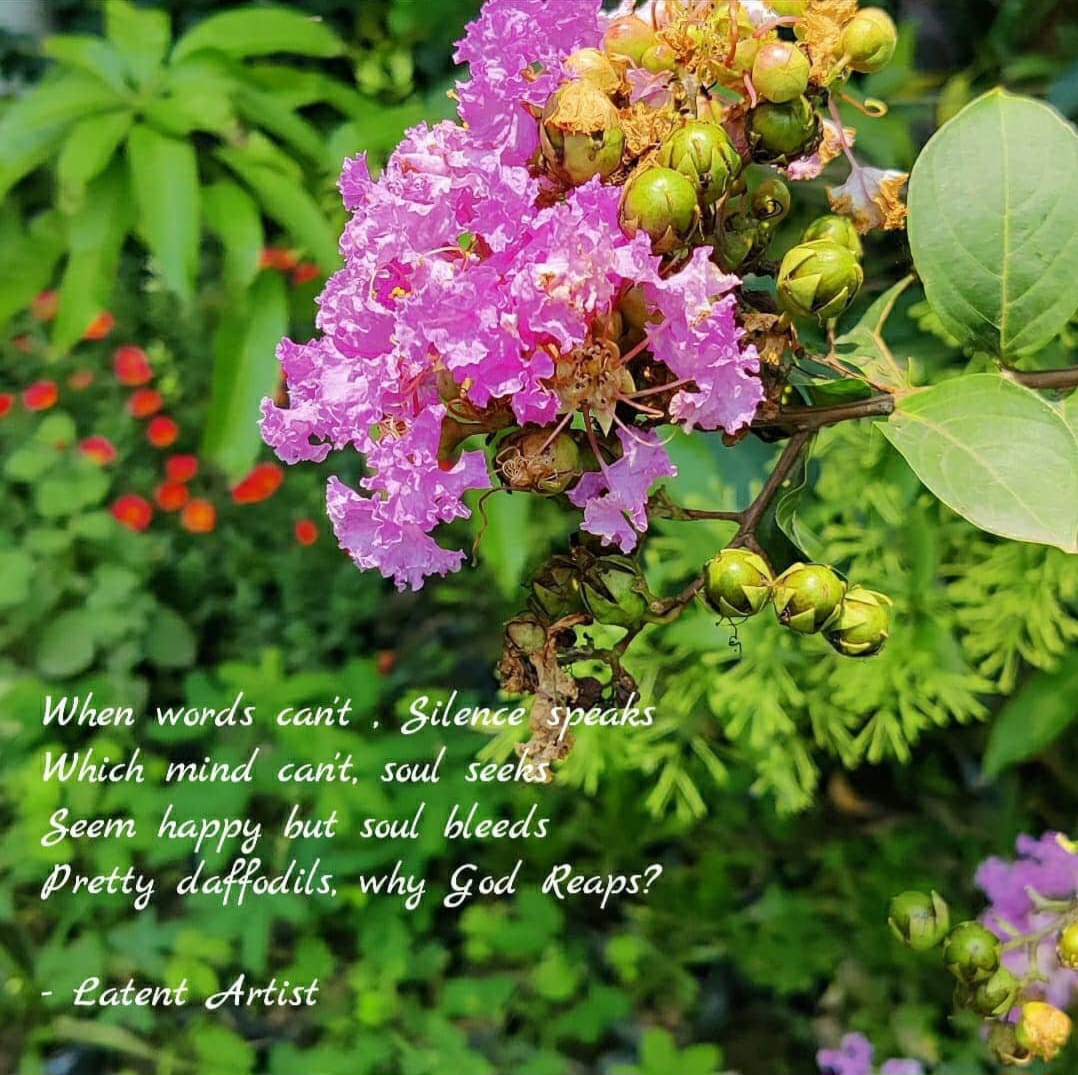 When words can't , Silence speaks
Which mind can't, soul seeks
Seem happy but soul bleeds
Pretty daffodils, why God Reaps?
- Latent Artist